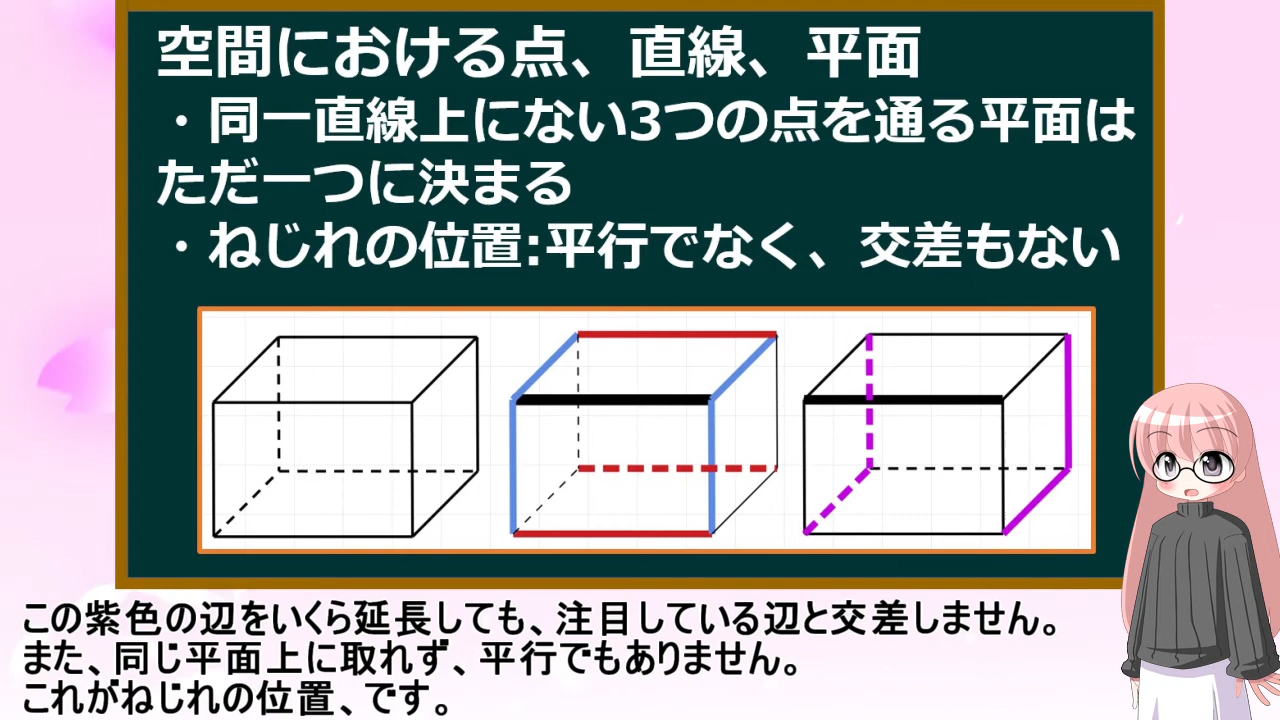 空間における点、直線、平面
・同一直線上にない3つの点を通る平面は
ただ一つに決まる
・ねじれの位置:平行でなく、交差もない
この紫色の辺をいくら延長しても、注目している辺と交差しません。
また、同じ平面上に取れず、平行でもありません。
これがねじれの位置、です。